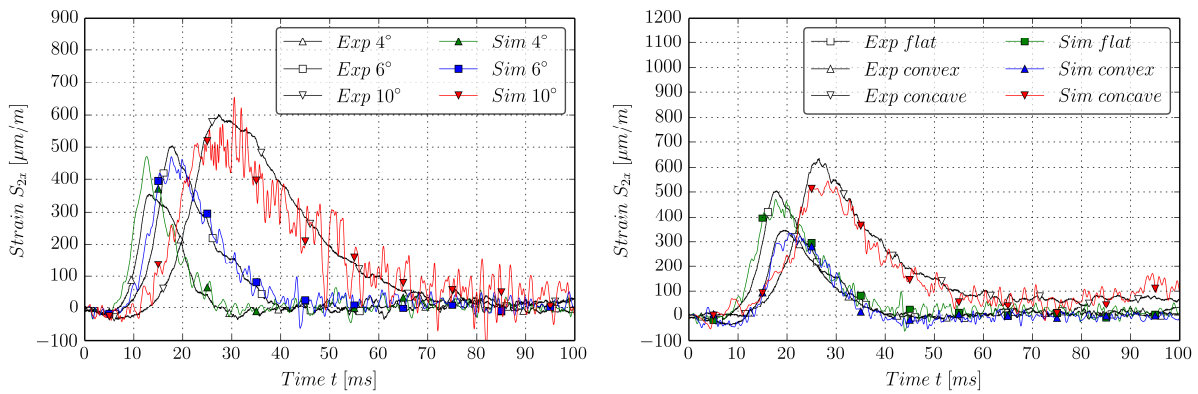 900
800
700
600
500
400
300
200
100
0
−100
Strain S2x [µm/m]
Exp 4°
Exp 6°
Exp 10°
Sim 4°
Sim 6°
Sim 10°
0 10 20 30 40 50 60 70 80 90 100
Time t [ms]
1200
1100
1000
900
800
700
600
500
400
300
200
100
0
−100
Strain S2x [µm/m]
Exp flat
Exp convex
Exp concave
Sim flat
Sim convex
Sim concave
0 10 20 30 40 50 60 70 80 90 100
Time t [ms]